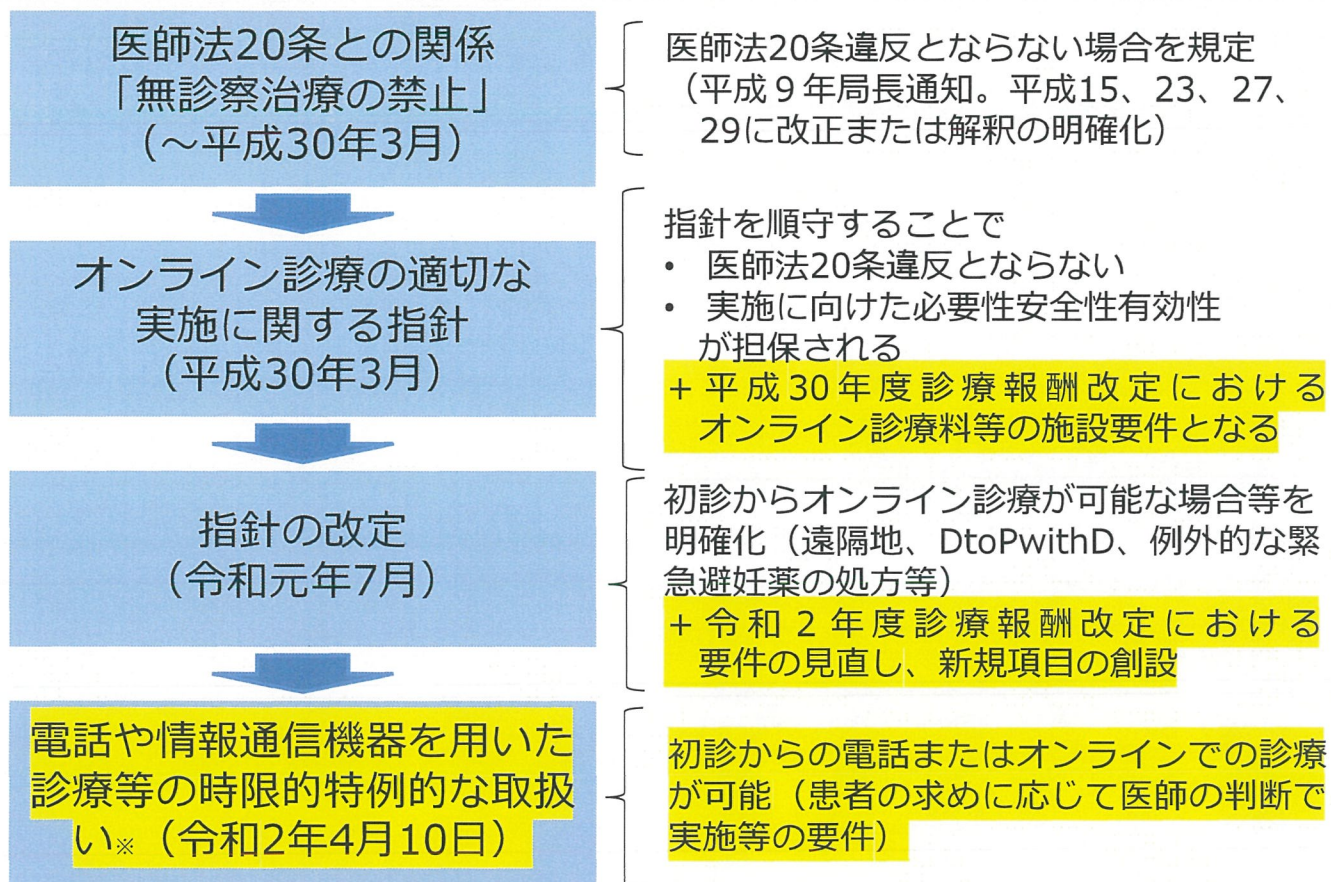 医師法20条との関係
「無診察治療の禁止」
（～平成30年3月）
医師法20条違反とならない場合を規定
（平成９年局長通知。平成15、23、27、
29に改正または解釈の明確化）
オンライン診療の適切な
実施に関する指針
（平成30年3月）
指針を順守することで
• 医師法20条違反とならない
• 実施に向けた必要性安全性有効性
が担保される
+ 平成30年度診療報酬改定における
オンライン診療料等の施設要件となる
指針の改定
（令和元年7月）
初診からオンライン診療が可能な場合等を
明確化（遠隔地、DtoPwithD、例外的な緊
急避妊薬の処方等）
+ 令和２年度診療報酬改定における
要件の見直し、新規項目の創設
電話や情報通信機器を用いた
診療等の時限的特例的な取扱
い※（令和2年4月10日）
初診からの電話またはオンラインでの診療
が可能（患者の求めに応じて医師の判断で
実施等の要件）